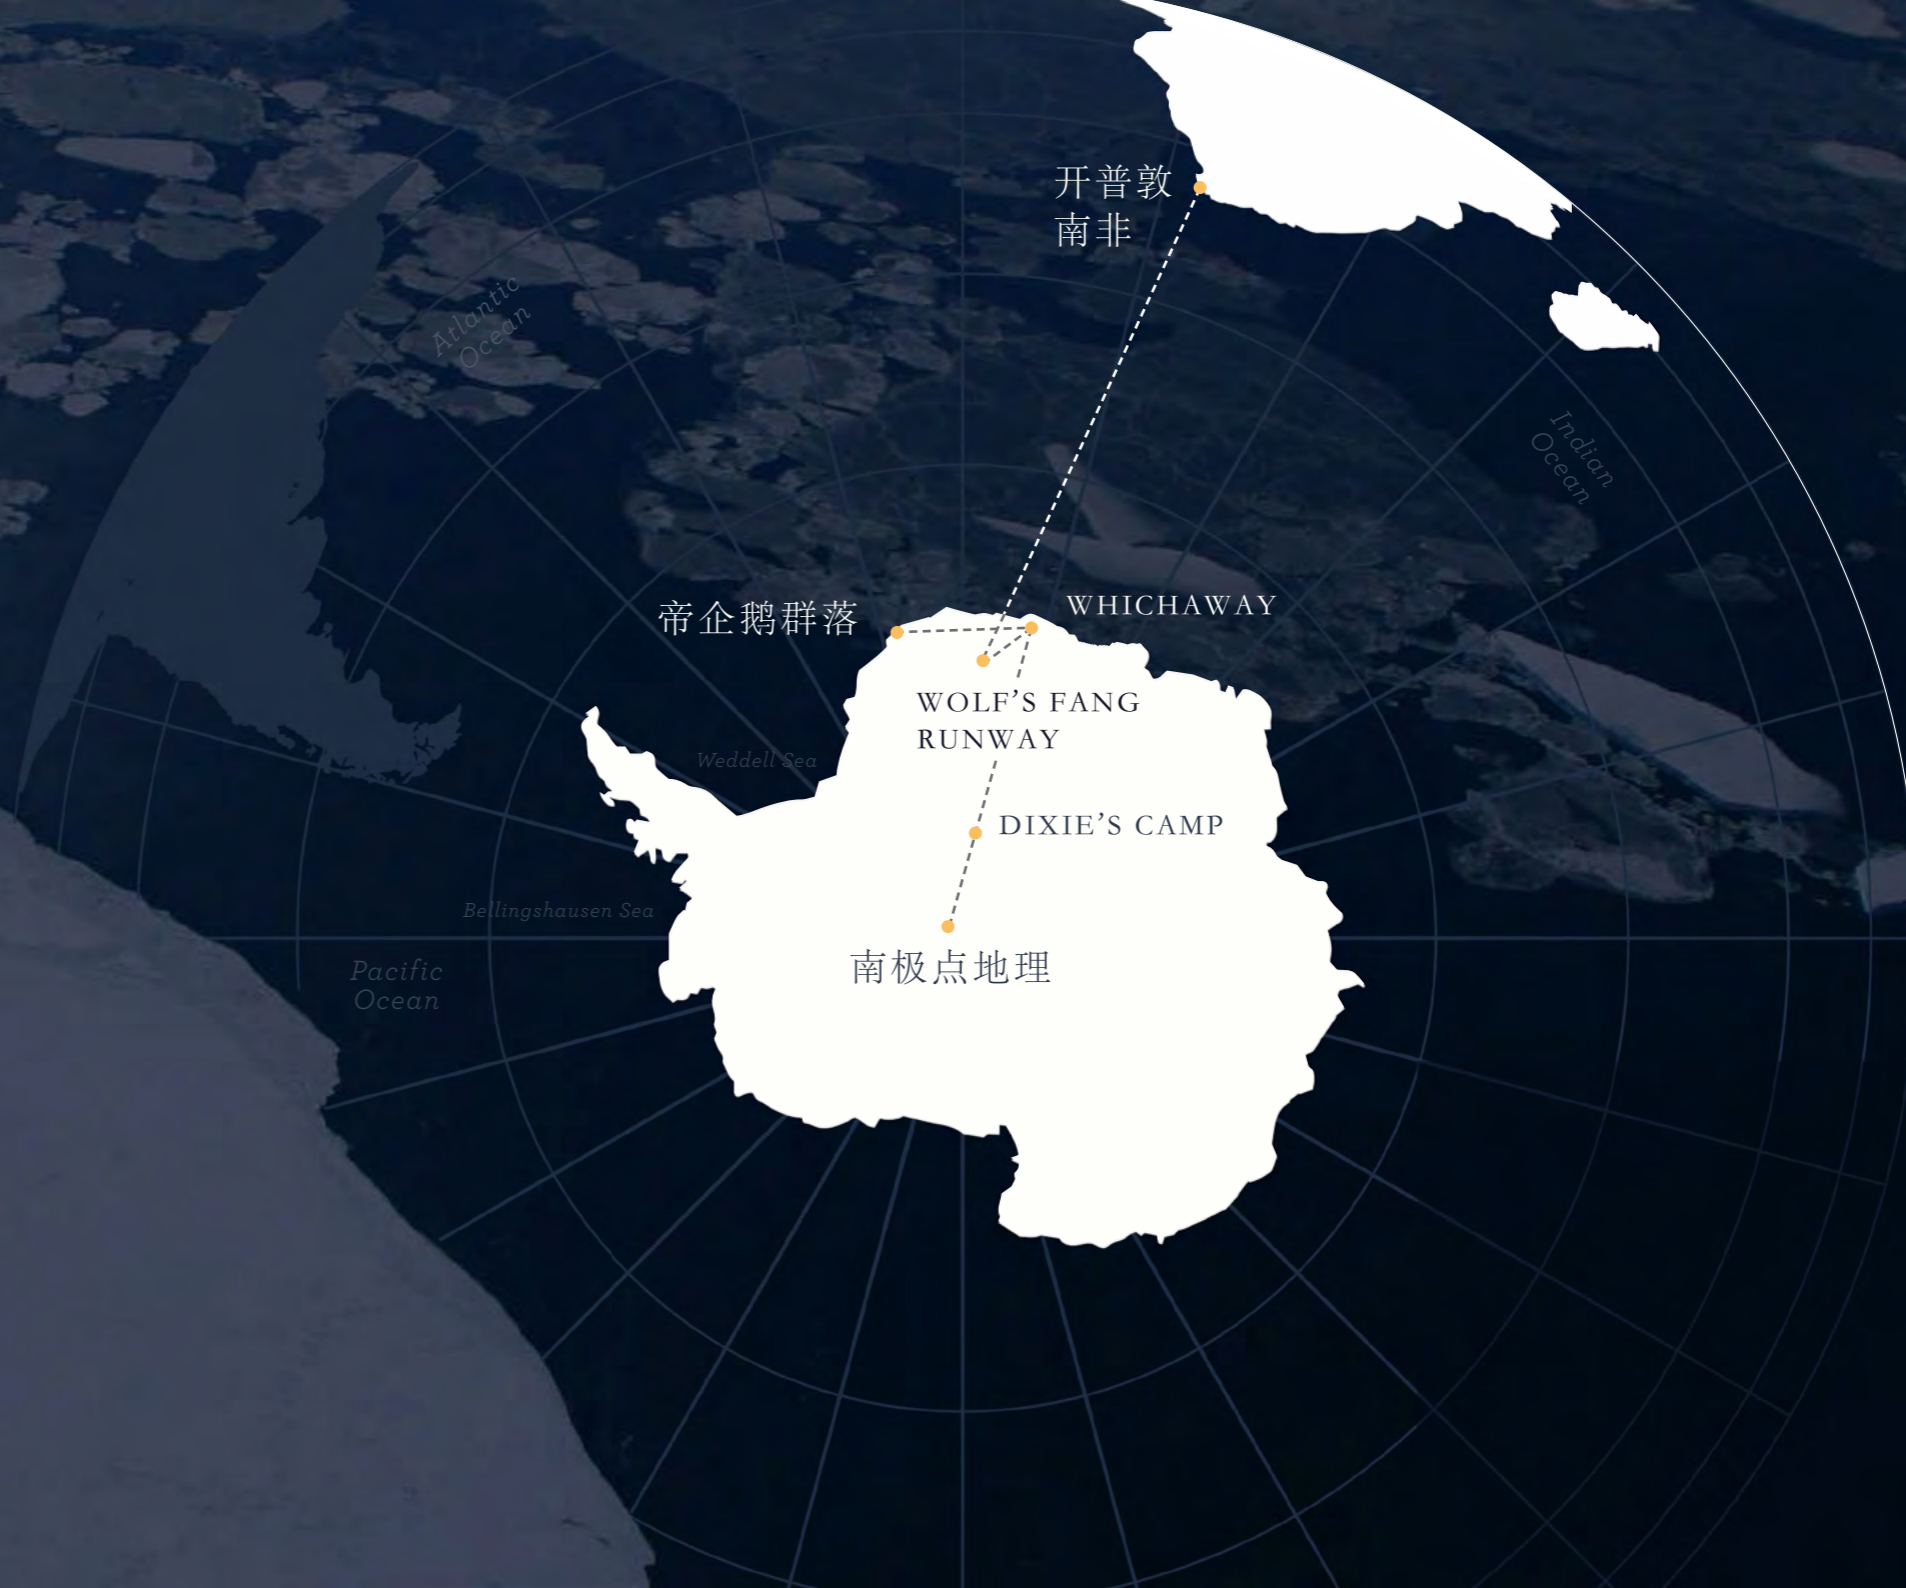 开普敦
南非
Atlantic
Ocean
Indian
Ocean
WHICHAWAY
帝企鹅群落
WOLF’S FANG
RUNWAY
Weddell Sea
DIXIE’S CAMP
Bellingshausen Sea
南极点地理
Pacific
Ocean